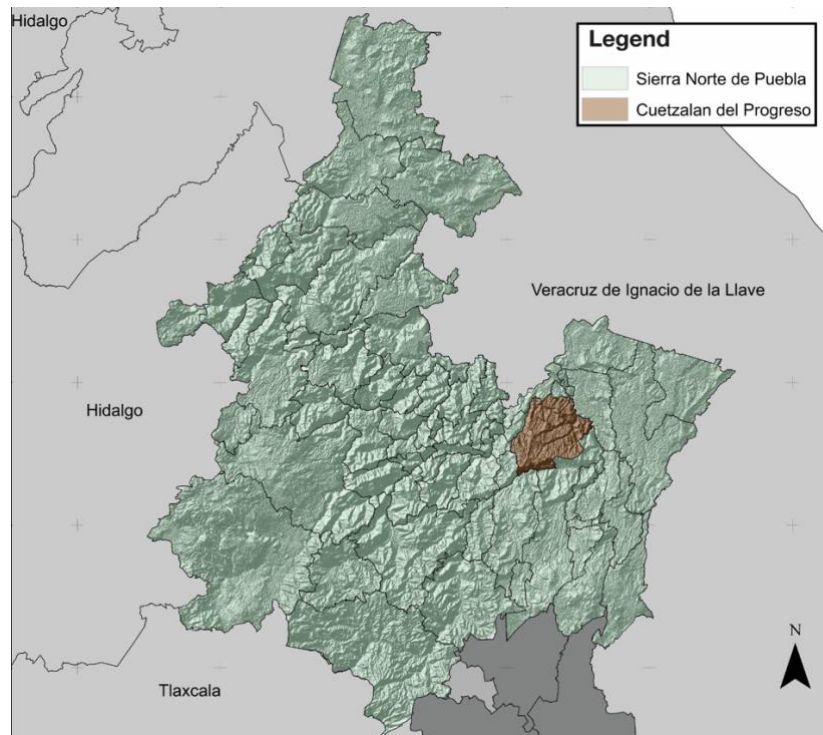 Hidalgo
Legend
Sierra Norte de Puebla
Cuetzalan del Progreso
Veracruz de Ignacio de la Llave
Hidalgo
Tlaxcala
N